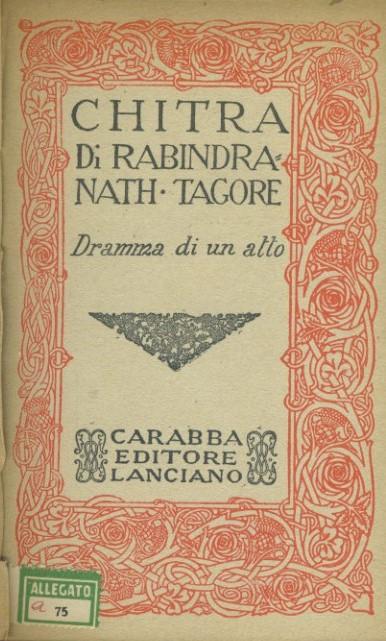 CHITRA
Di RABINDRA-
NATH · TAGORE
Dramma di un atto
CARABBA
EDITORE
LANCIANO
ALLEGATO
a 75